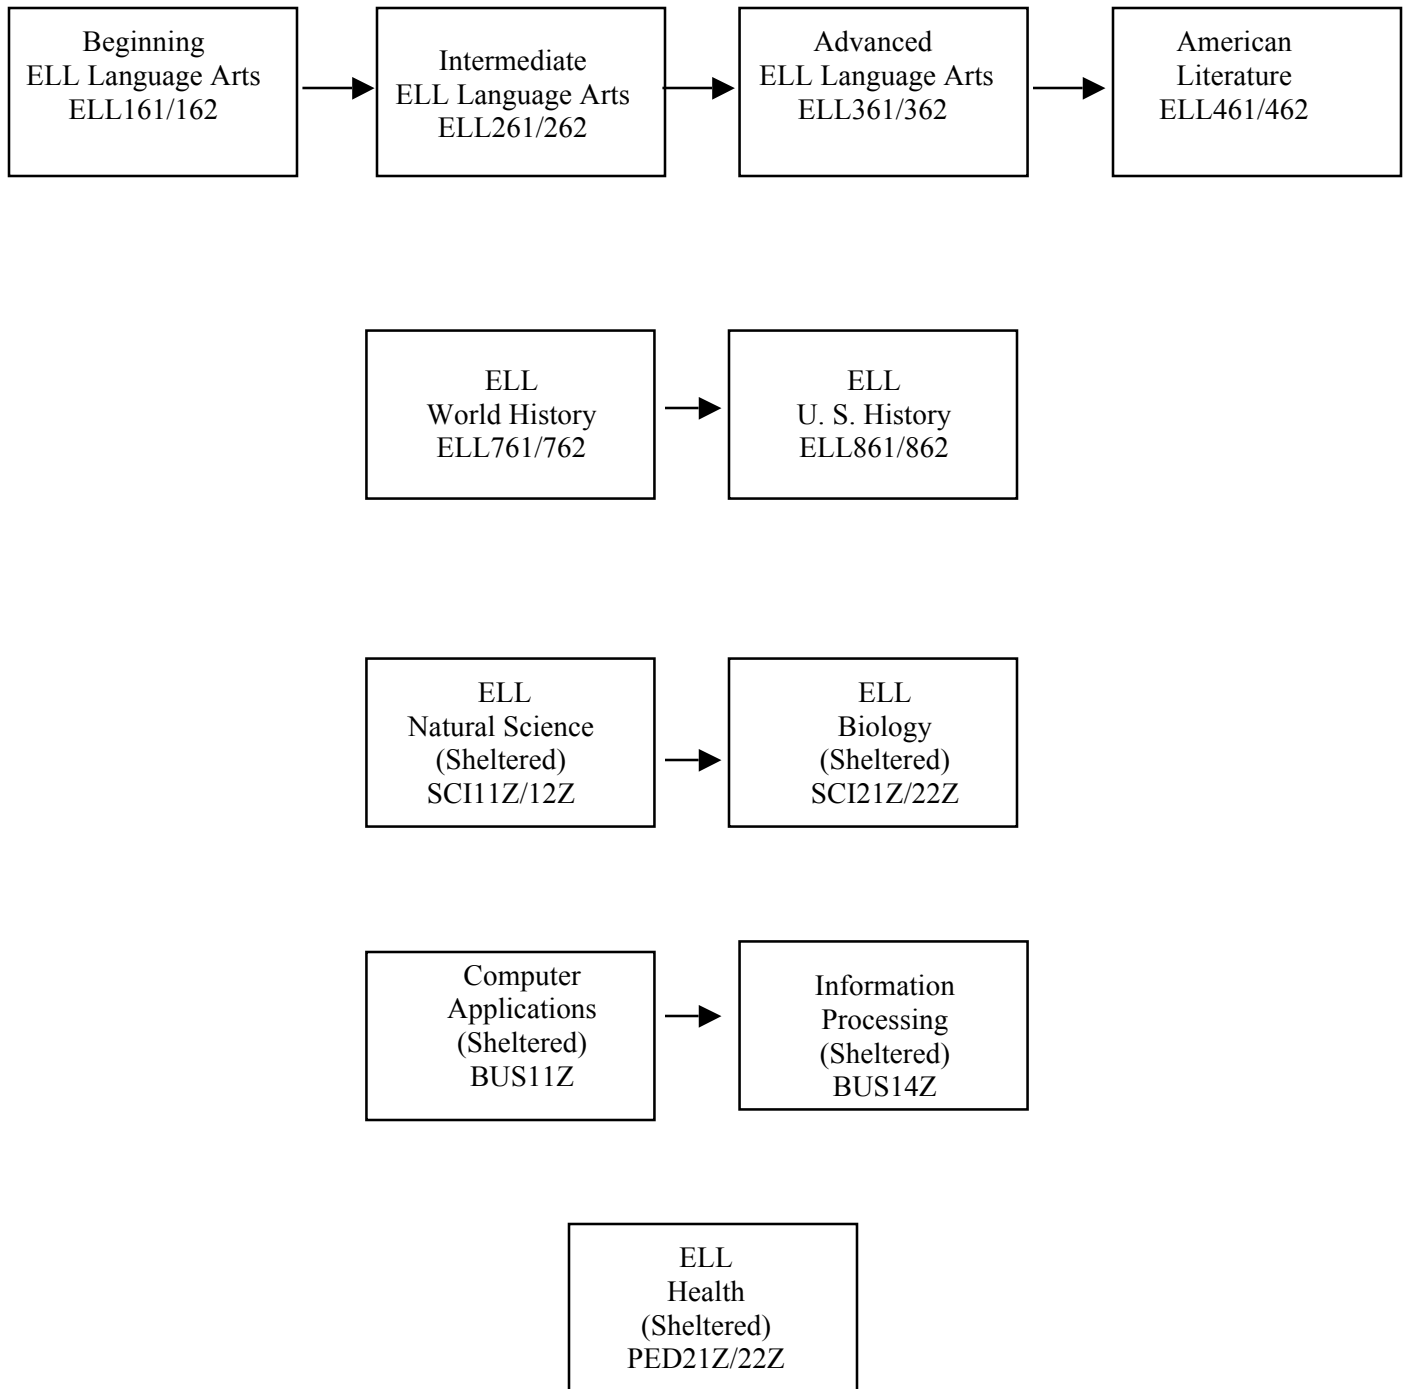 Beginning
ELL Language Arts
ELL161/162
Intermediate
ELL Language Arts
ELL261/262
Advanced
ELL Language Arts
ELL361/362
American
Literature
ELL461/462
ELL
World History
ELL761/762
ELL
U. S. History
ELL861/862
ELL
Natural Science
(Sheltered)
SCI11Z/12Z
ELL
Biology
(Sheltered)
SCI21Z/22Z
Computer
Applications
(Sheltered)
BUS11Z
Information
Processing
(Sheltered)
BUS14Z
ELL
Health
(Sheltered)
PED21Z/22Z